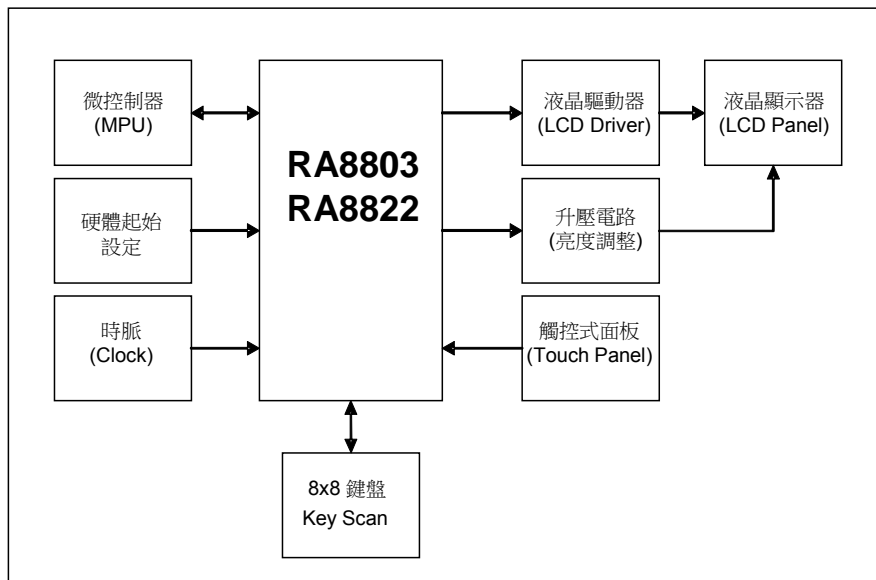 微控制器
(MPU)
硬體起始
設定
時脈
(Clock)
RA8803
RA8822
8x8 鍵盤
Key Scan
液晶驅動器
(LCD Driver)
液晶顯示器
(LCD Panel)
升壓電路
(亮度調整)
觸控式面板
(Touch Panel)